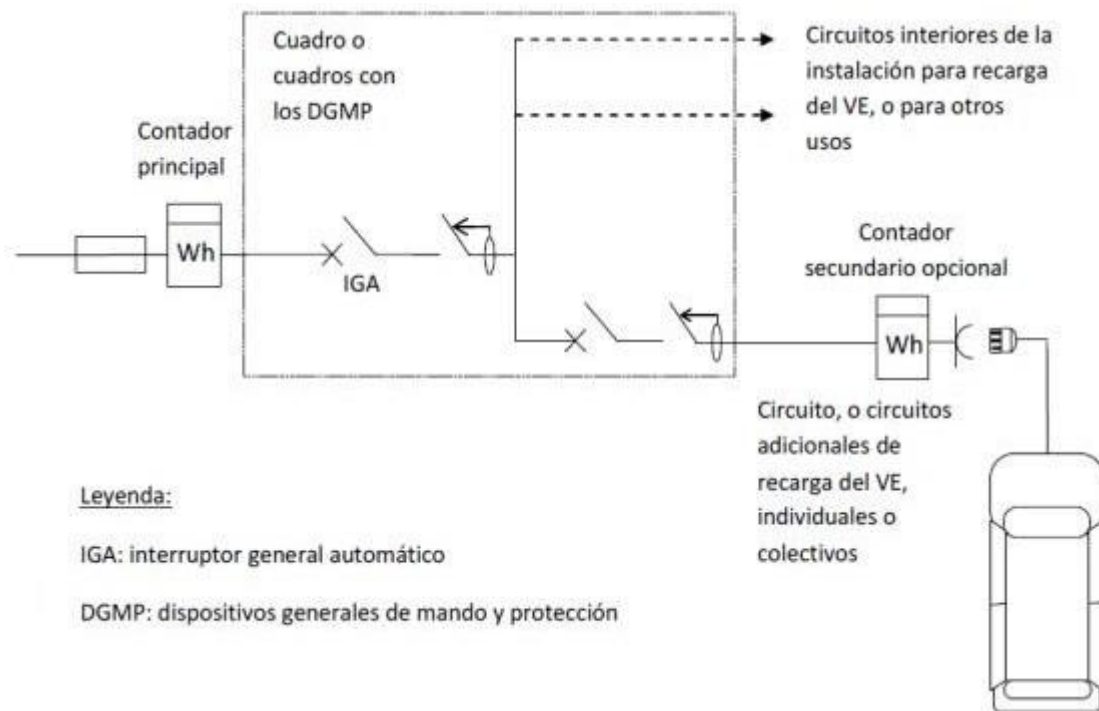 Cuadro o
cuadros con
los DGMP
Circuitos interiores de la
instalación para recarga
del VE, o para otros
usos
Contador
principal
Wh
IGA
Contador
secundario opcional
Wh
Circuito, o circuitos
adicionales de
recarga del VE,
individuales o
colectivos
Leyenda:
IGA: interruptor general automático
DGMP: dispositivos generales de mando y protección